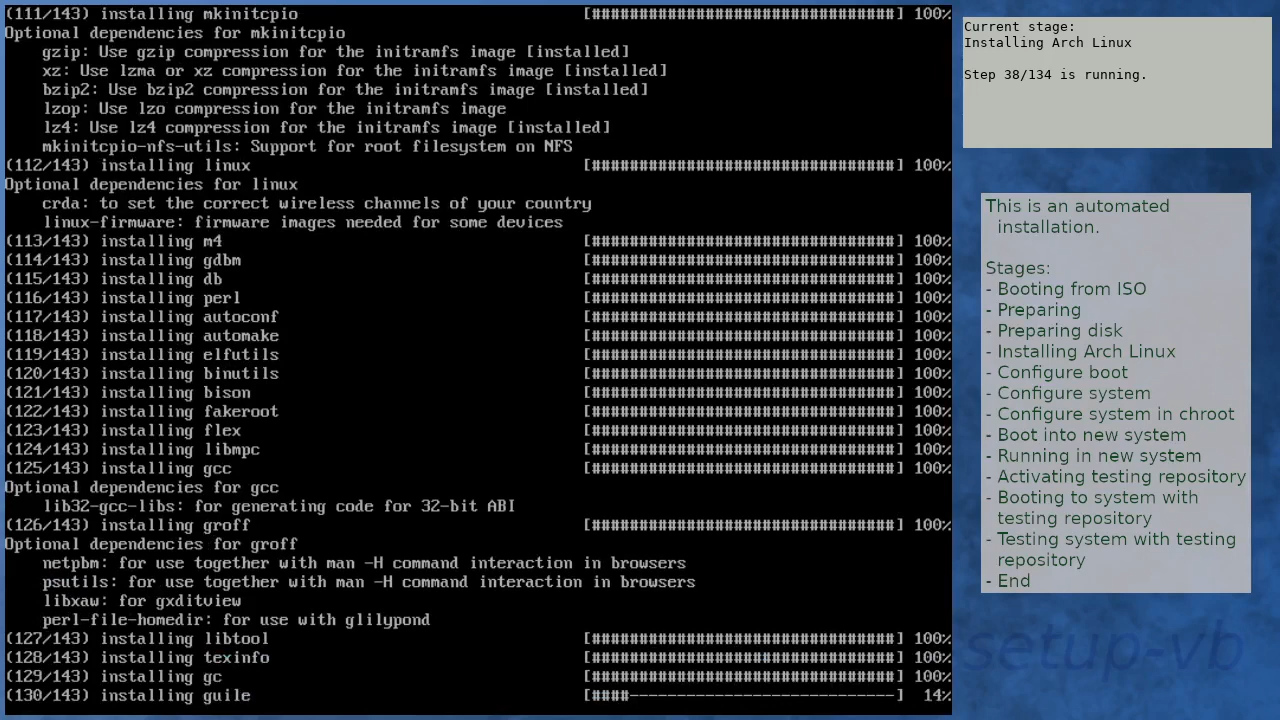 (111/143) installing mkinitcpio [################################] 100%
Optional dependencies for mkinitcpio
gzip: Use gzip compression for the initramfs image [installed]
xz: Use lzma or xz compression for the initramfs image [installed]
bzip2: Use bzip2 compression for the initramfs image [installed]
lzop: Use lzo compression for the initramfs image
lz4: Use lz4 compression for the initramfs image [installed]
mkinitcpio-nfs-utils: Support for root filesystem on NFS
(112/143) installing linux [################################] 100%
Optional dependencies for linux
crda: to set the correct wireless channels of your country
linux-firmware: firmware images needed for some devices
(113/143) installing m4 [################################] 100%
(114/143) installing gdbm [################################] 100%
(115/143) installing db [################################] 100%
(116/143) installing perl [################################] 100%
(117/143) installing autoconf [################################] 100%
(118/143) installing automake [################################] 100%
(119/143) installing elfutils [################################] 100%
(120/143) installing binutils [################################] 100%
(121/143) installing bison [################################] 100%
(122/143) installing fakeroot [################################] 100%
(123/143) installing flex [################################] 100%
(124/143) installing libmpc [################################] 100%
(125/143) installing gcc [################################] 100%
Optional dependencies for gcc
lib32-gcc-libs: for generating code for 32-bit ABI
(126/143) installing groff [################################] 100%
Optional dependencies for groff
netpbm: for use together with man -H command interaction in browsers
psutils: for use together with man -H command interaction in browsers
libxaw: for gxditview
perl-file-homedir: for use with glilypond
(127/143) installing libtool [################################] 100%
(128/143) installing texinfo [################################] 100%
(129/143) installing gc [################################] 100%
(130/143) installing guile [####----------------------------] 14%
Current stage:
Installing Arch Linux
Step 38/134 is running.
This is an automated
installation.
Stages:
- Booting from ISO
- Preparing
- Preparing disk
- Installing Arch Linux
- Configure boot
- Configure system
- Configure system in chroot
- Boot into new system
- Running in new system
- Activating testing repository
- Booting to system with
testing repository
- Testing system with testing
repository
- End
setup-vb